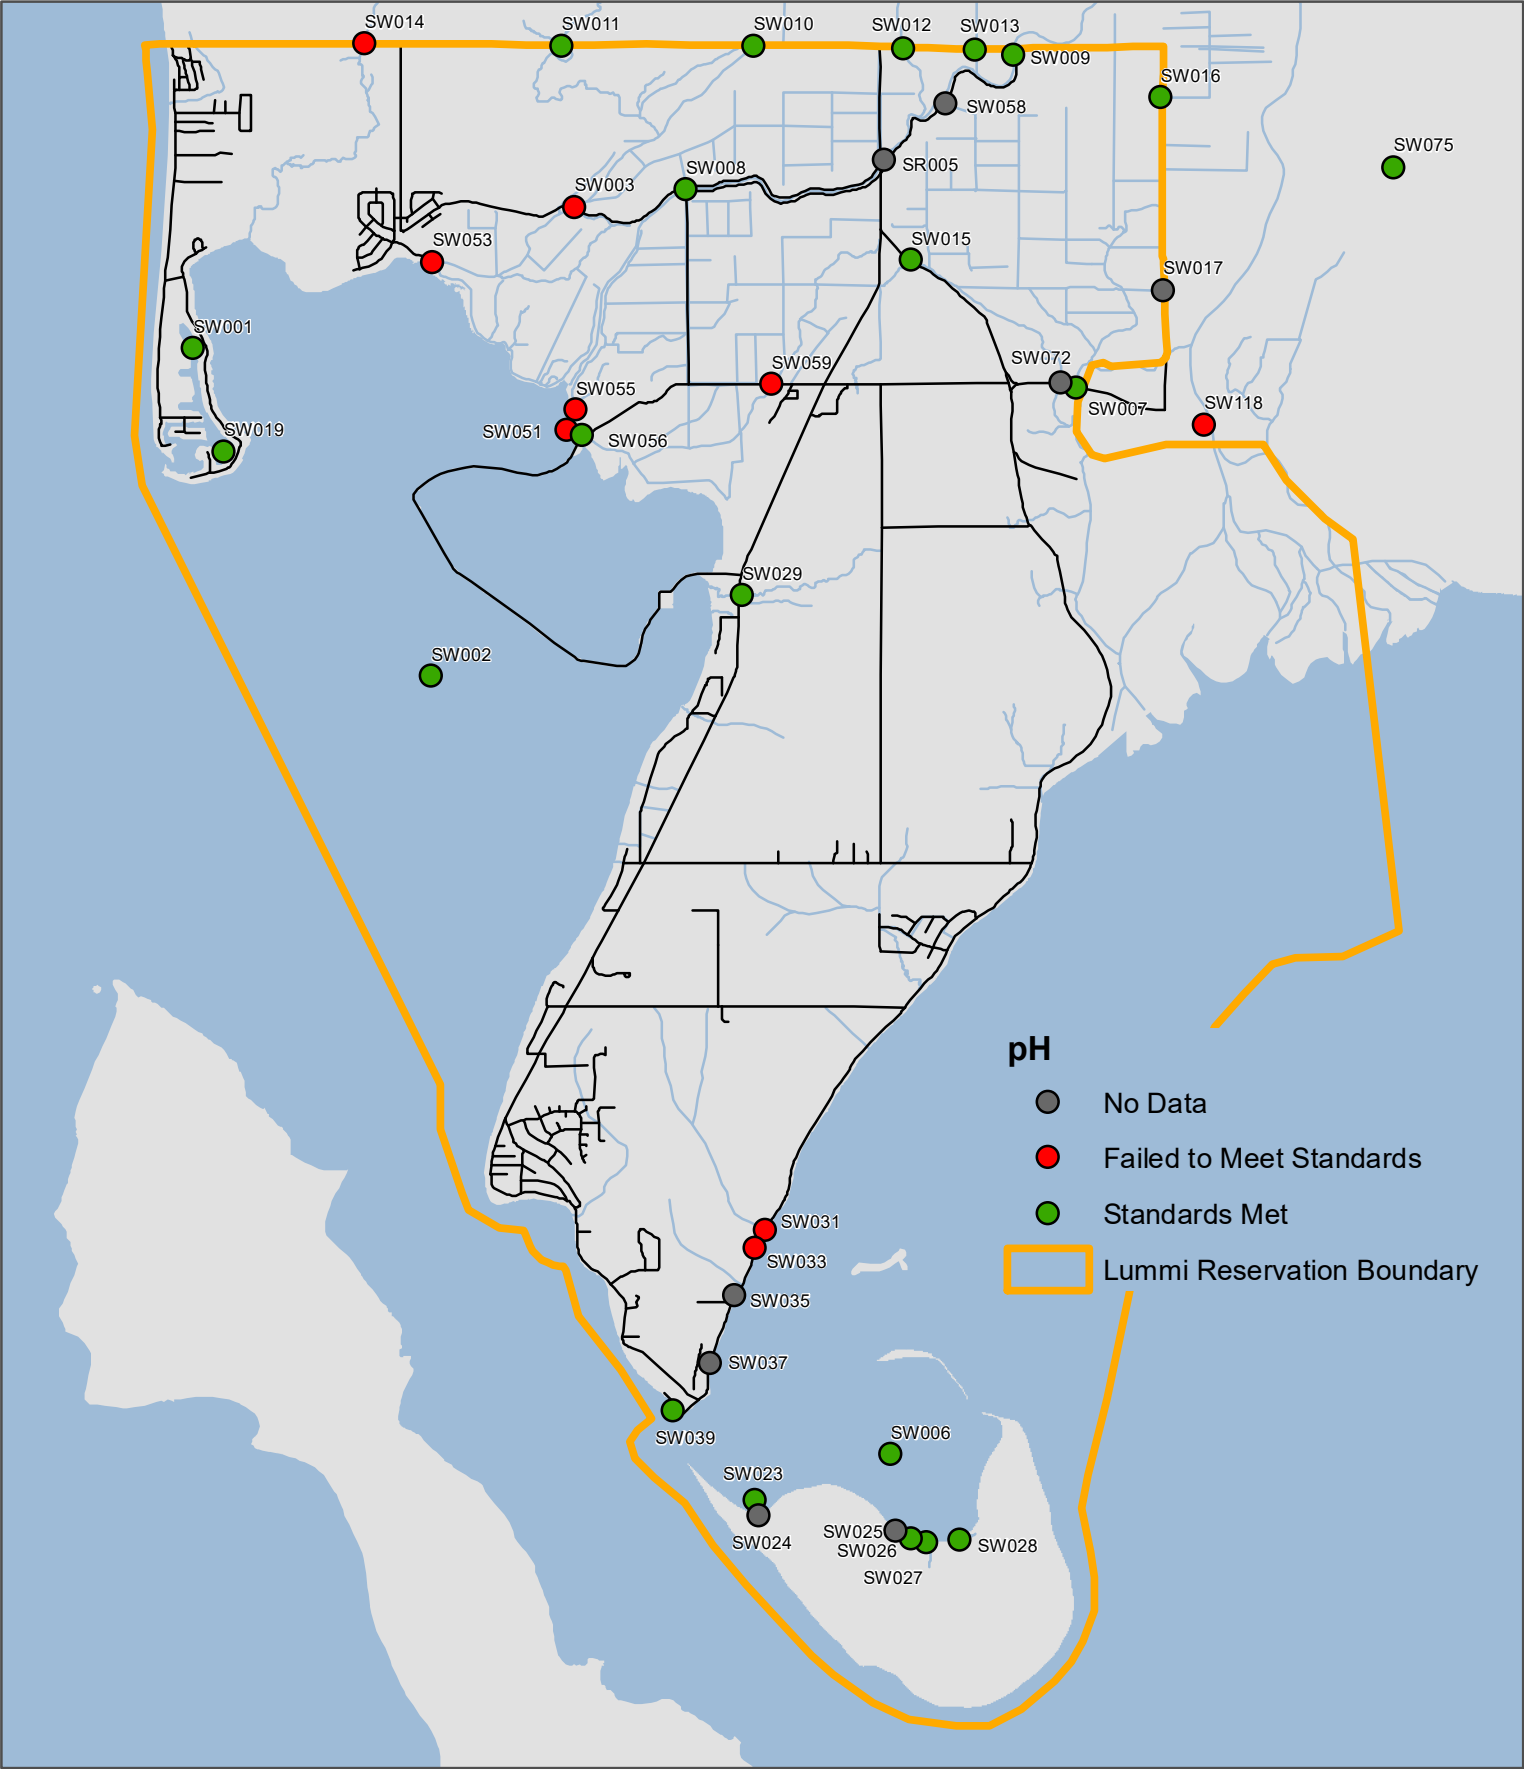 SW014
SW011
SW010
SW012
SW013
SW009
SW016
SW058
SW075
SR005
SW008
SW003
SW053
SW015
SW017
SW001
SW072
SW059
SW007
SW118
SW055
SW051
SW056
SW019
SW029
SW002
pH
No Data
Failed to Meet Standards
Standards Met
Lummi Reservation Boundary
SW031
SW033
SW035
SW037
SW039
SW006
SW023
SW024
SW025
SW026
SW027
SW028